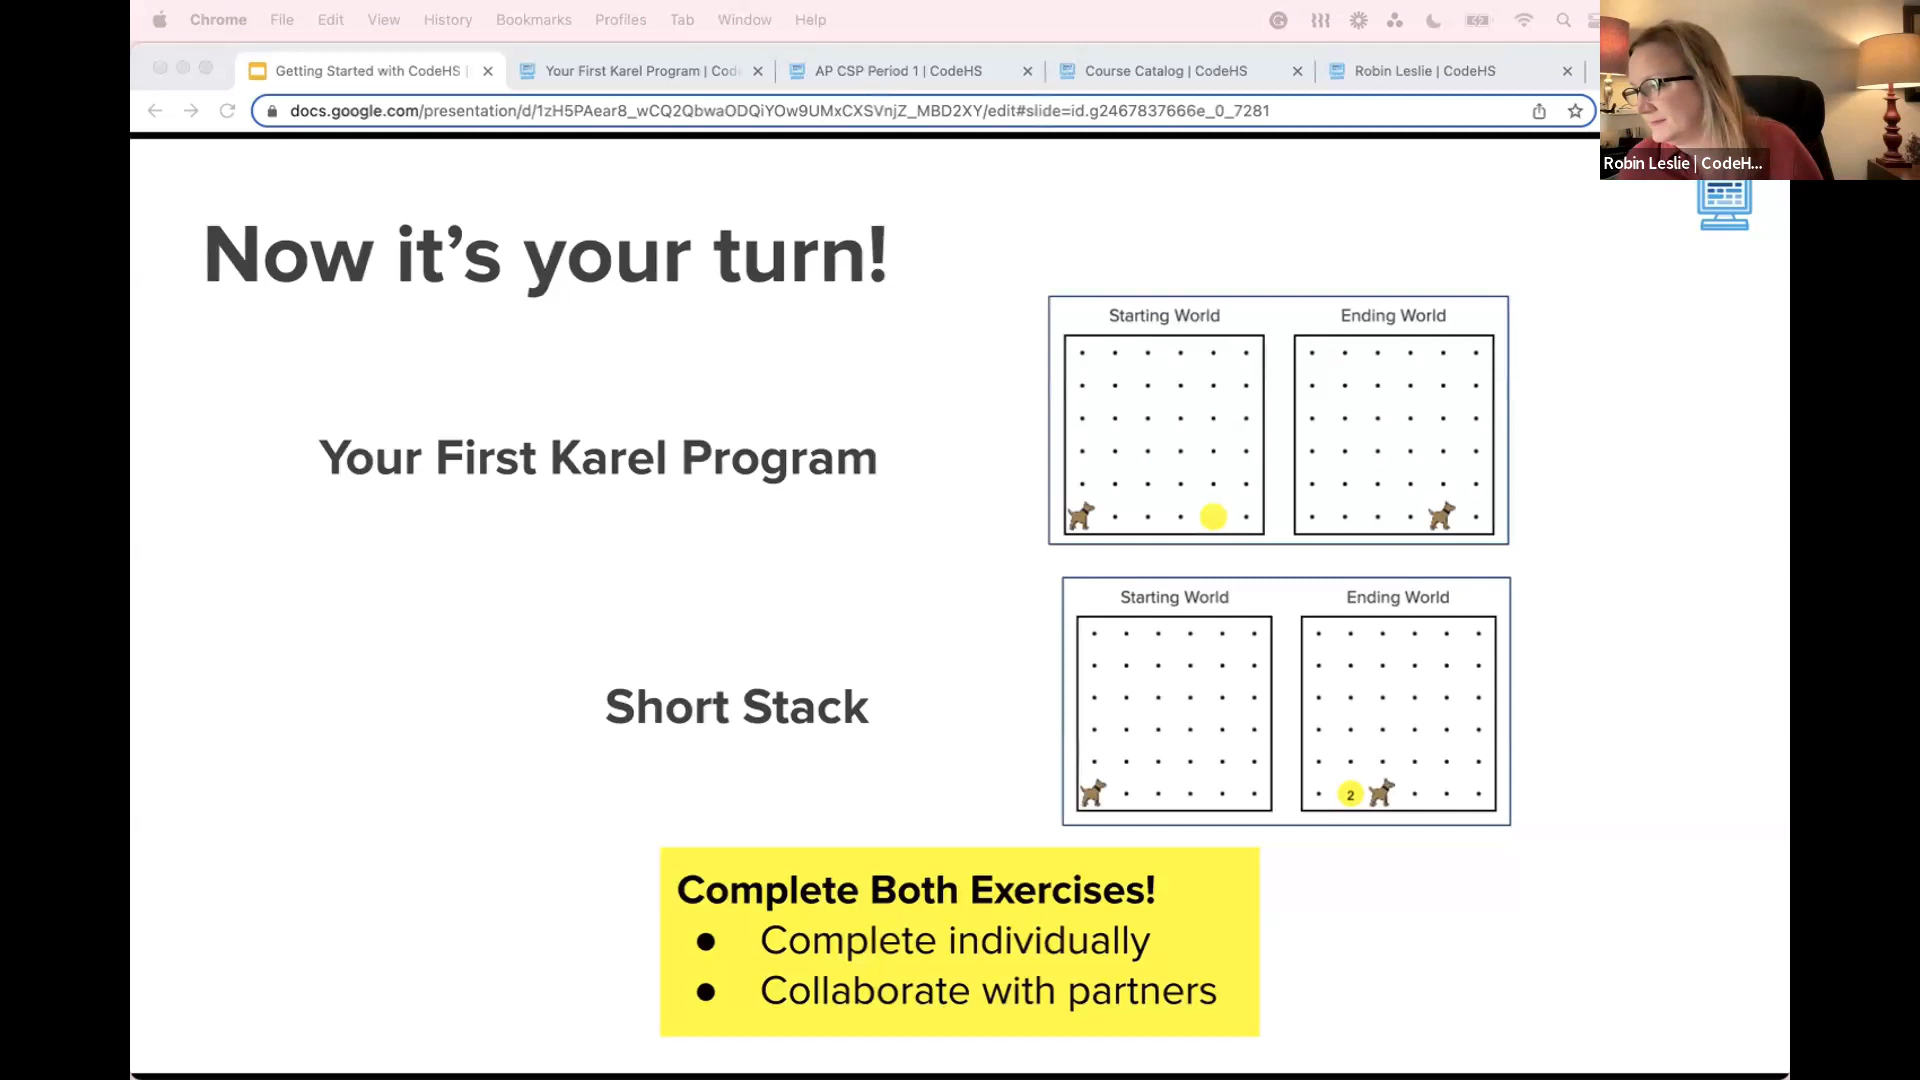 Chrome File Edit View History Bookmarks Profiles Tab Window Help
Getting Started with CodeHS | Your First Karel Program | Code AP CSP Period 1 | CodeHS Course Catalog | CodeHS Robin Leslie | CodeHS
docs.google.com/presentation/d/1zH5PAear8_wCQ2QbwaODQiYOw9UMxCXSVnjZ_MBD2XY/edit#slide=id.g2467837666e_0_7281
Robin Leslie | CodeH...
Now it's your turn!
Starting World Ending World
Your First Karel Program
Starting World Ending World
Short Stack
2
Complete Both Exercises!
● Complete individually
● Collaborate with partners